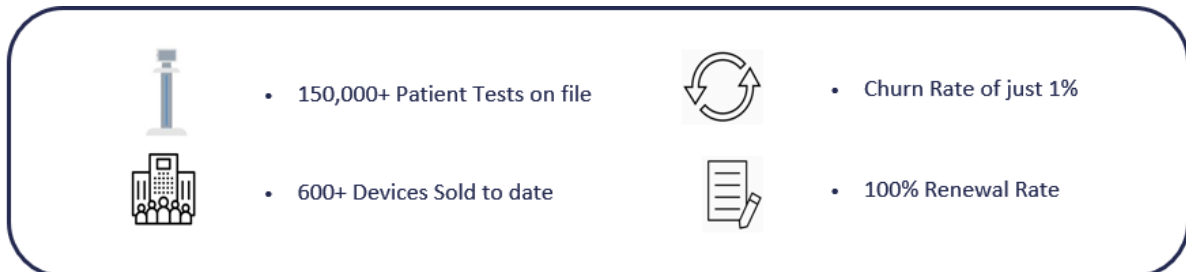 • 150,000+ Patient Tests on file
• Churn Rate of just 1%
• 600+ Devices Sold to date
• 100% Renewal Rate